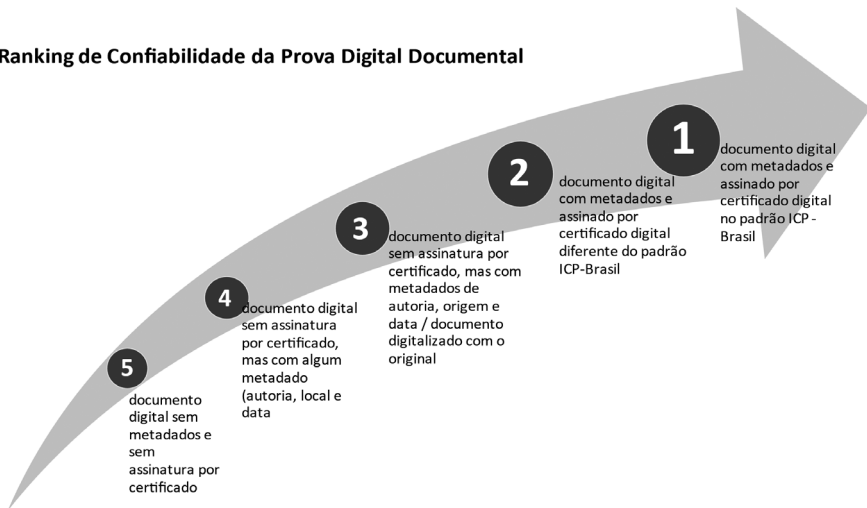 Ranking de Confiabilidade da Prova Digital Documental
1
documento digital
com metadados e
assinado por
certificado digital
no padrão ICP -
Brasil
2
documento digital
com metadados e
assinado por
certificado digital
diferente do padrão
ICP-Brasil
3
documento digital
sem assinatura por
certificado, mas com
metadados de
autoria, origem e
data / documento
digitalizado com o
original
4
documento digital
sem assinatura
por certificado,
mas com algum
metadado
(autoria, local e
data
5
documento
digital sem
metadados e
sem
assinatura por
certificado